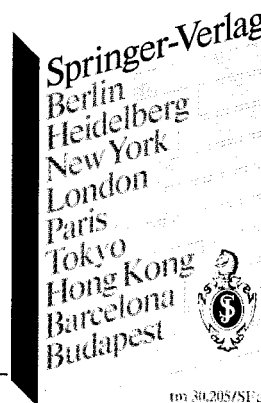 Springer-Verlag
Berlin
Heidelberg
New York
London
Paris
Tokyo
Hong Kong
Barcelona
Budapest